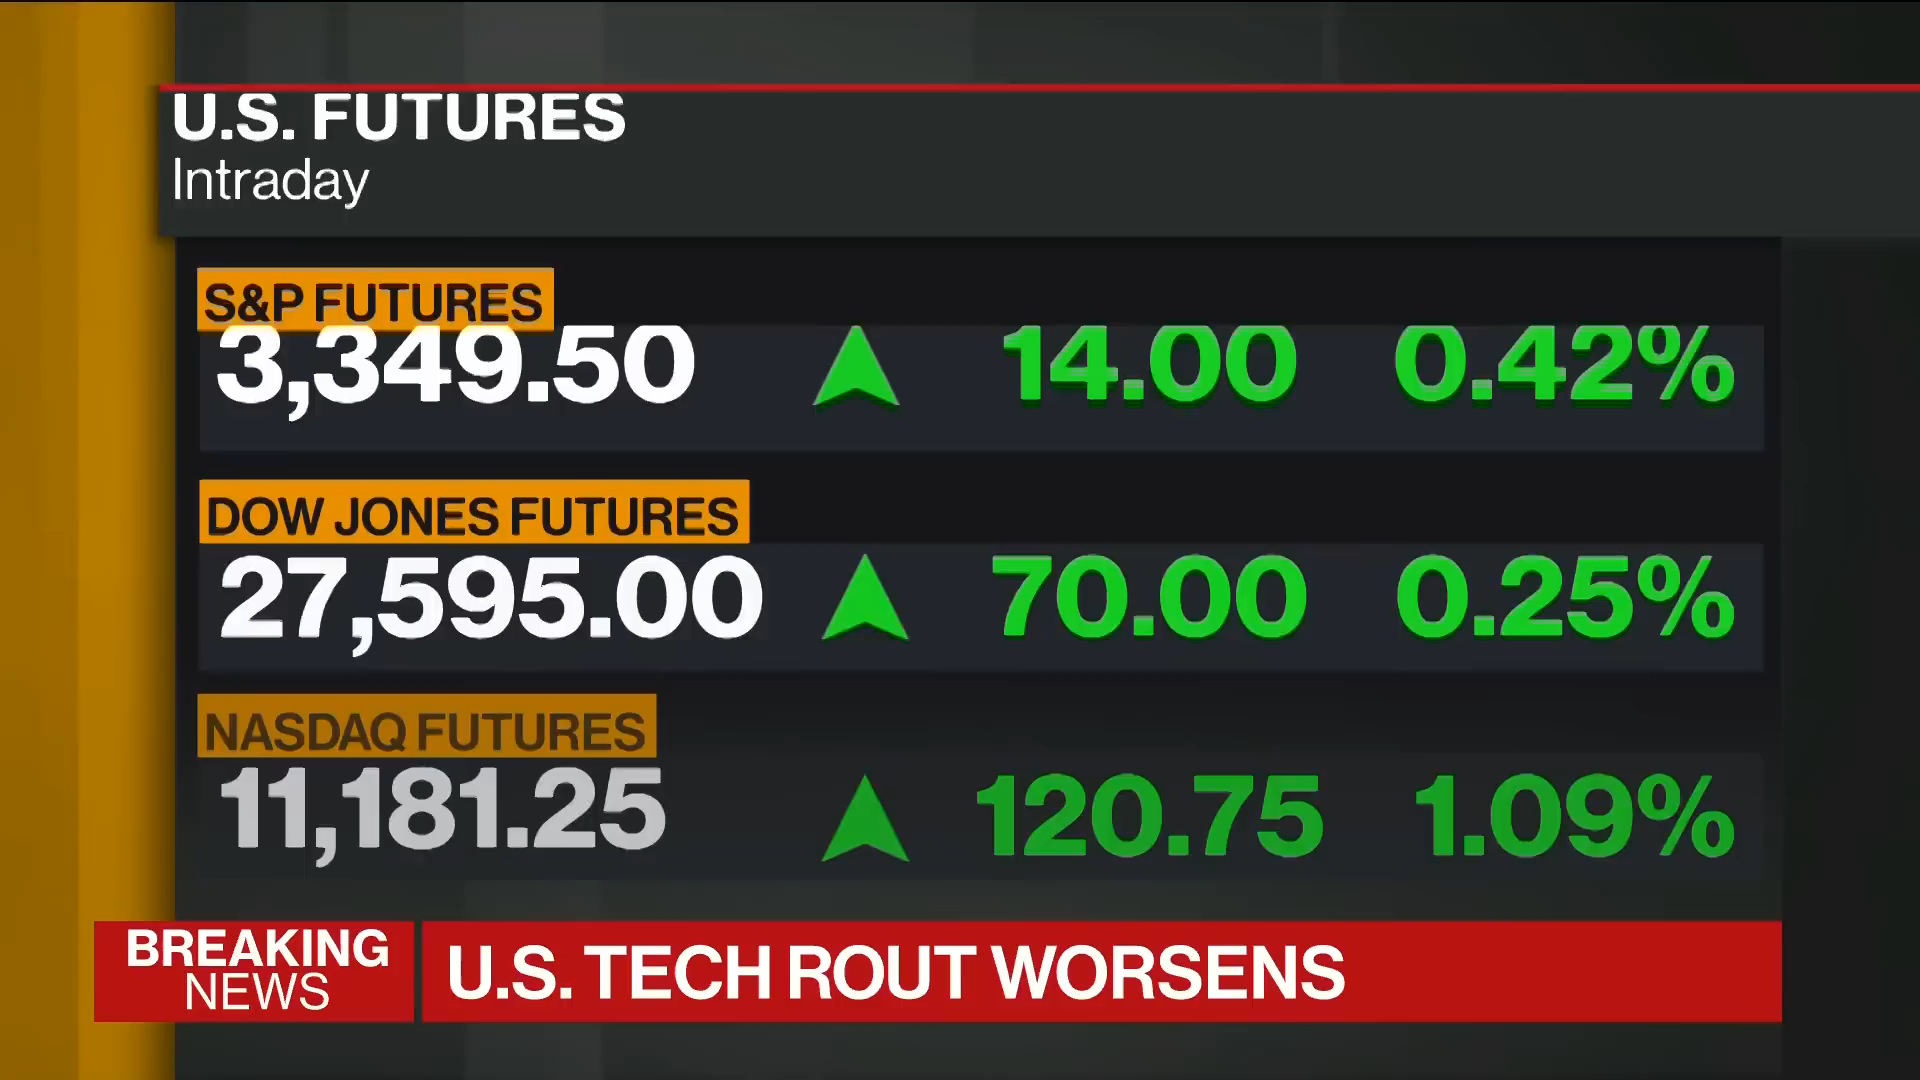 U.S. FUTURES
Intraday
S&P FUTURES
3,349.50 14.00 0.42%
DOW JONES FUTURES
27,595.00 70.00 0.25%
NASDAQ FUTURES
11,181.25 120.75 1.09%
BREAKING
NEWS
U.S. TECH ROUT WORSENS